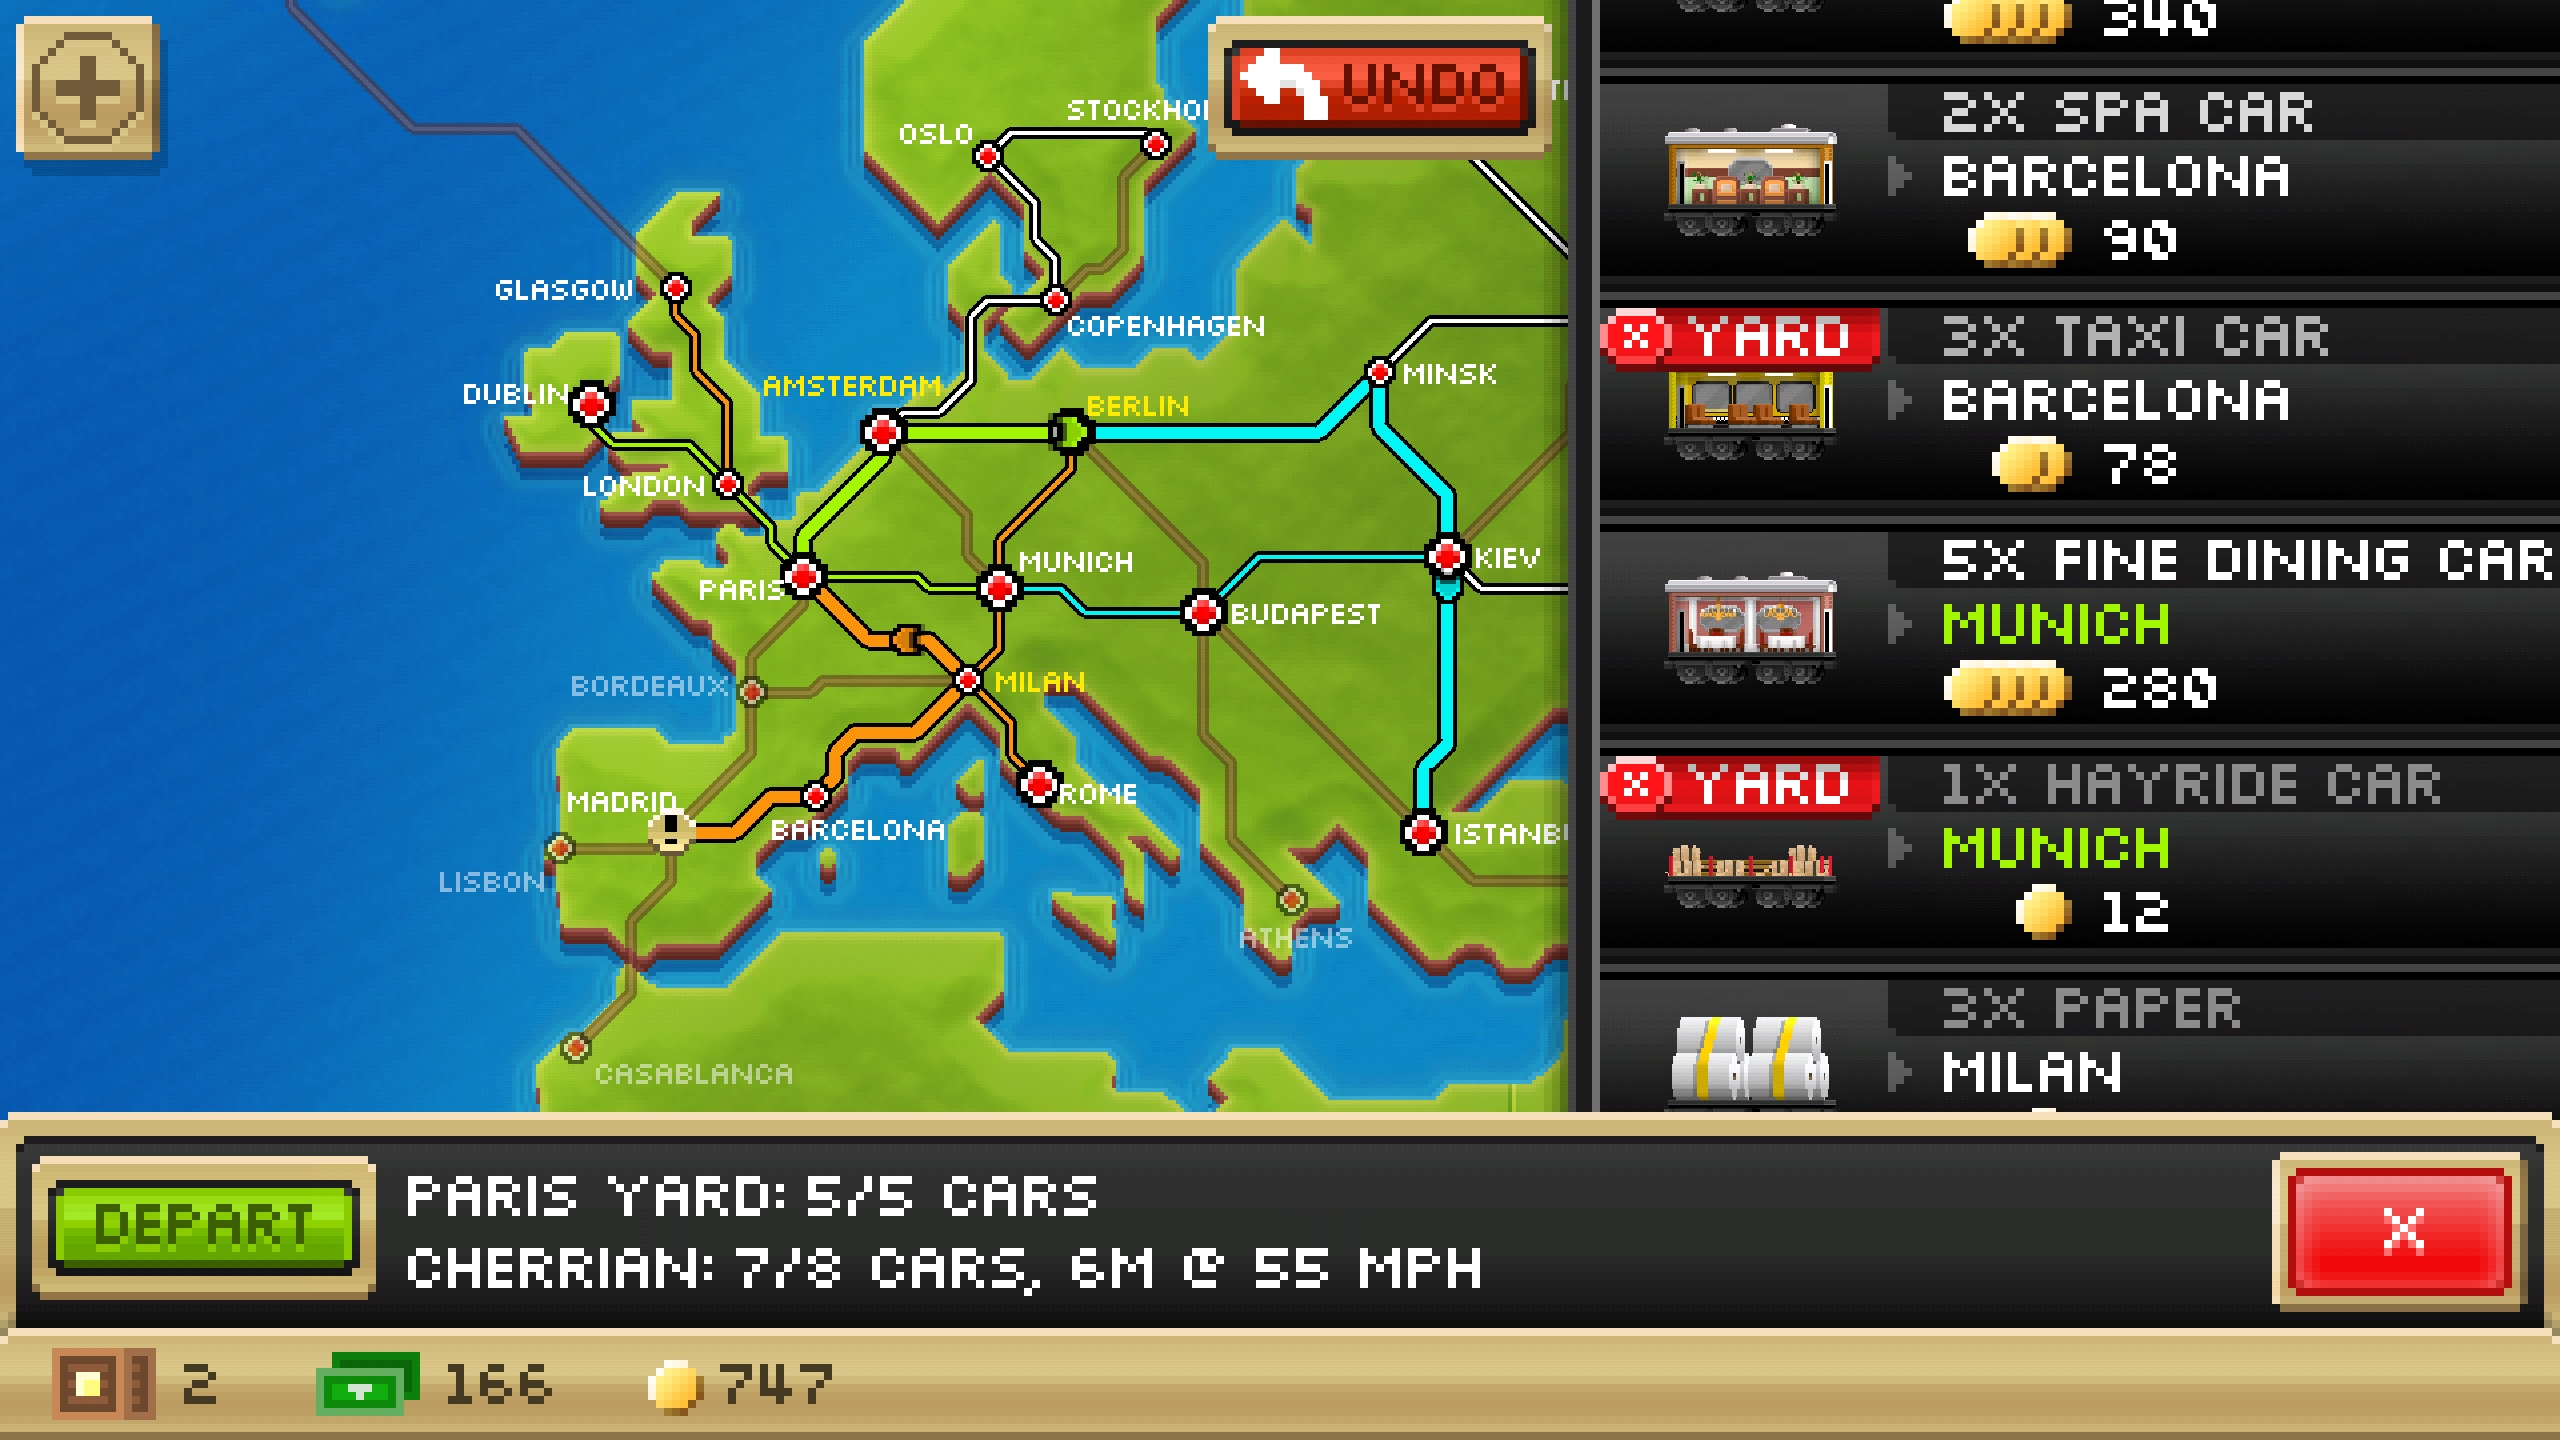 340
UNDO
STOCKHO
OSLO
2X SPA CAR
BARCELONA
90
GLASGOW
COPENHAGEN
YARD
3X TAXI CAR
BARCELONA
78
DUBLIN
AMSTERDAM
BERLIN
MINSK
LONDON
MUNICH
KIEV
PARIS
BUDAPEST
5X FINE DINING CAR
MUNICH
280
BORDEAUX
MILAN
YARD
1X HAYRIDE CAR
MUNICH
12
MADRID
ROME
BARCELONA
ISTANB
LISBON
ATHENS
3X PAPER
MILAN
CASABLANCA
DEPART
PARIS YARD: 5/5 CARS
CHERRIAN: 7/8 CARS, 6M @ 55 MPH
X
2
166
747